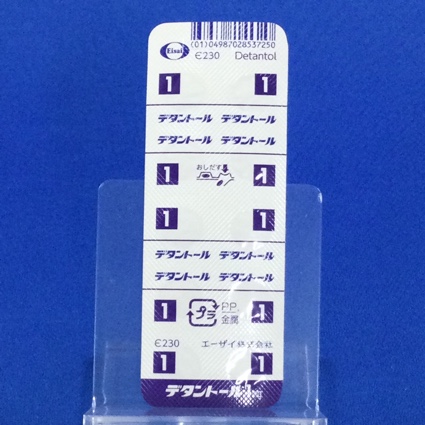 Eisai (01)04987028537250
Є230 Detantol
1 1
デタントール デタントール
デタントール デタントール
1 おしだす 1
1 1
デタントール デタントール
デタントール デタントール
1 プラ P.P. 1
金属
Є230 エーザイ株式会社
1 1
デタントール1